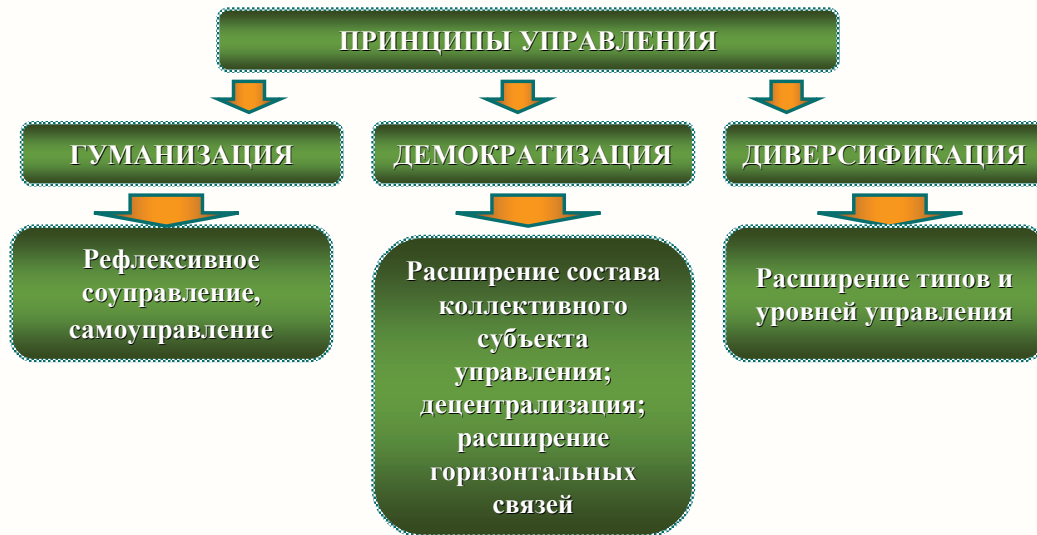 ПРИНЦИПЫ УПРАВЛЕНИЯ
ГУМАНИЗАЦИЯ
ДЕМОКРАТИЗАЦИЯ
ДИВЕРСИФИКАЦИЯ
Рефлексивное
соуправление,
самоуправление
Расширение состава
коллективного
субъекта
управления;
децентрализация;
расширение
горизонтальных
связей
Расширение типов и
уровней управления